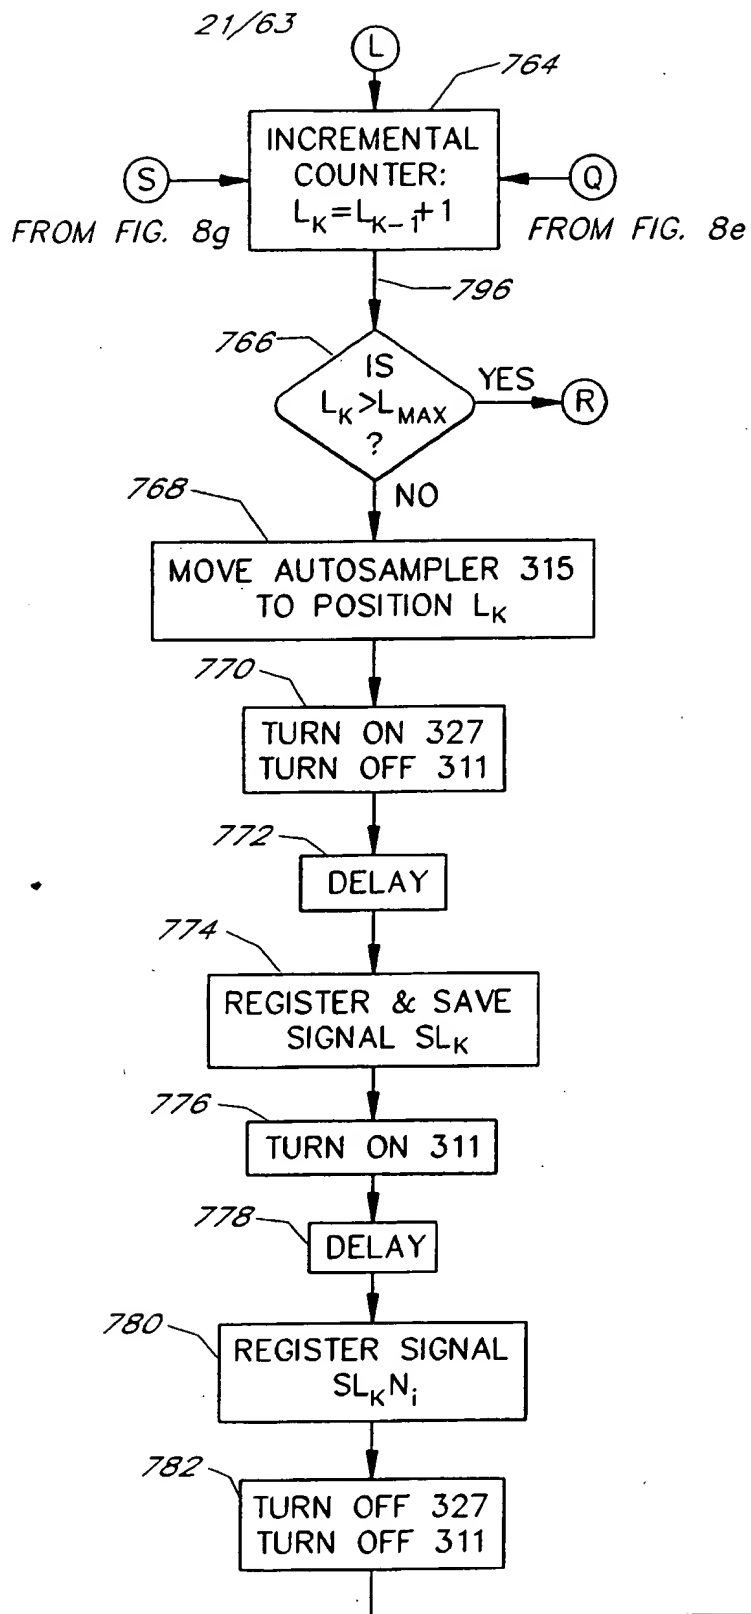 21/63
L
764
INCREMENTAL
COUNTER:
L_K=L_{K-1}+1
S
Q
FROM FIG. 8g
FROM FIG. 8e
796
766
IS
L_K>L_MAX
?
YES
R
NO
768
MOVE AUTOSAMPLER 315
TO POSITION L_K
770
TURN ON 327
TURN OFF 311
772
DELAY
774
REGISTER & SAVE
SIGNAL SL_K
776
TURN ON 311
778
DELAY
780
REGISTER SIGNAL
SL_K N_i
782
TURN OFF 327
TURN OFF 311